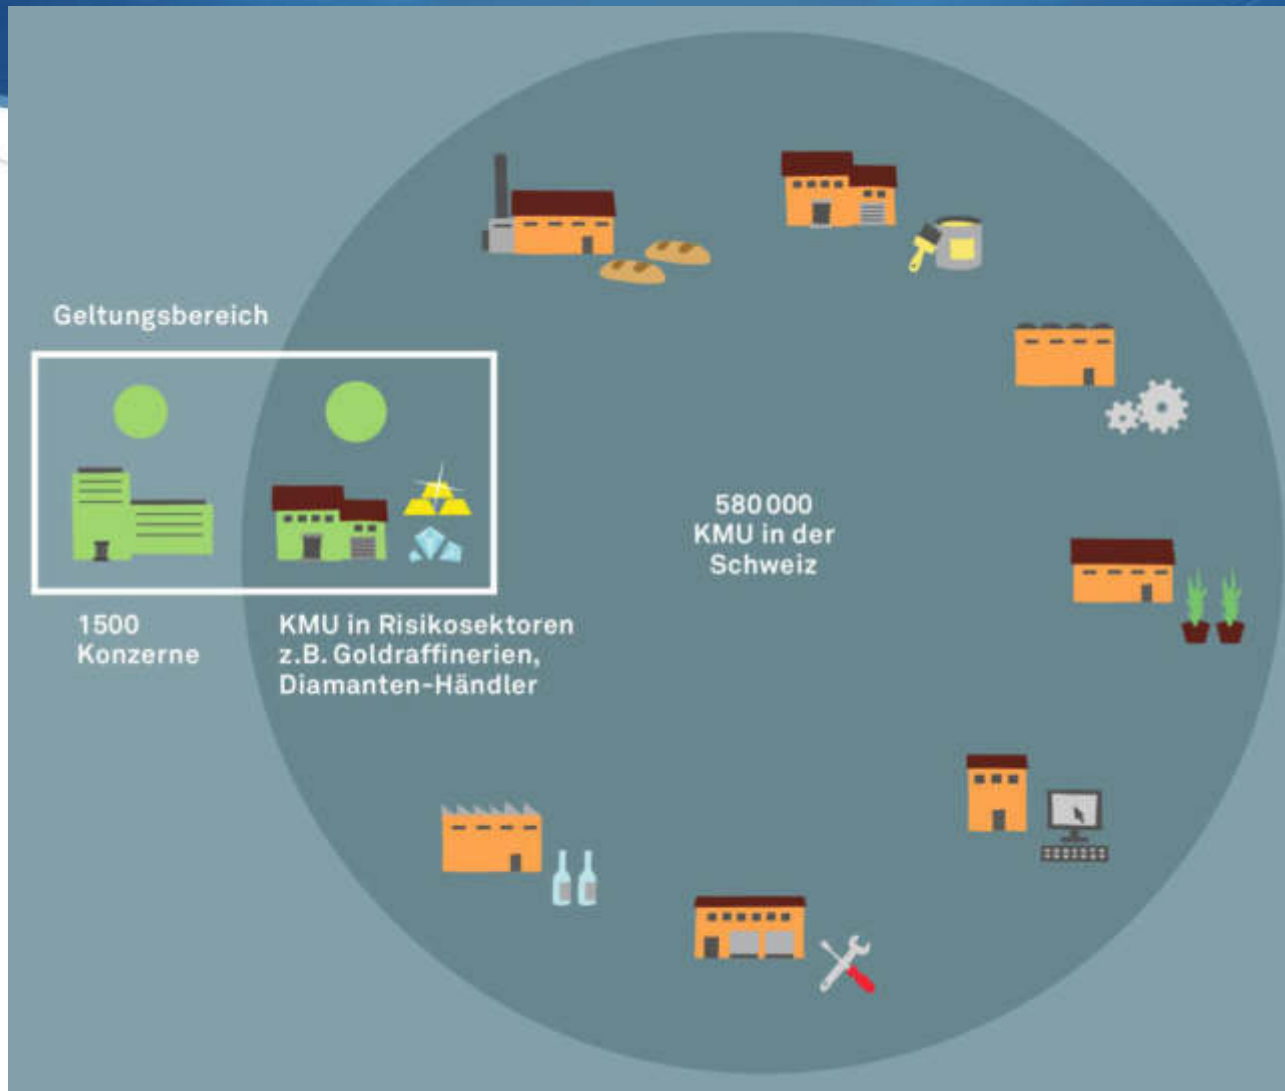 Geltungsbereich
580 000
KMU in der
Schweiz
1500
Konzerne
KMU in Risikosektoren
z.B. Goldraffinerien,
Diamanten-Händler